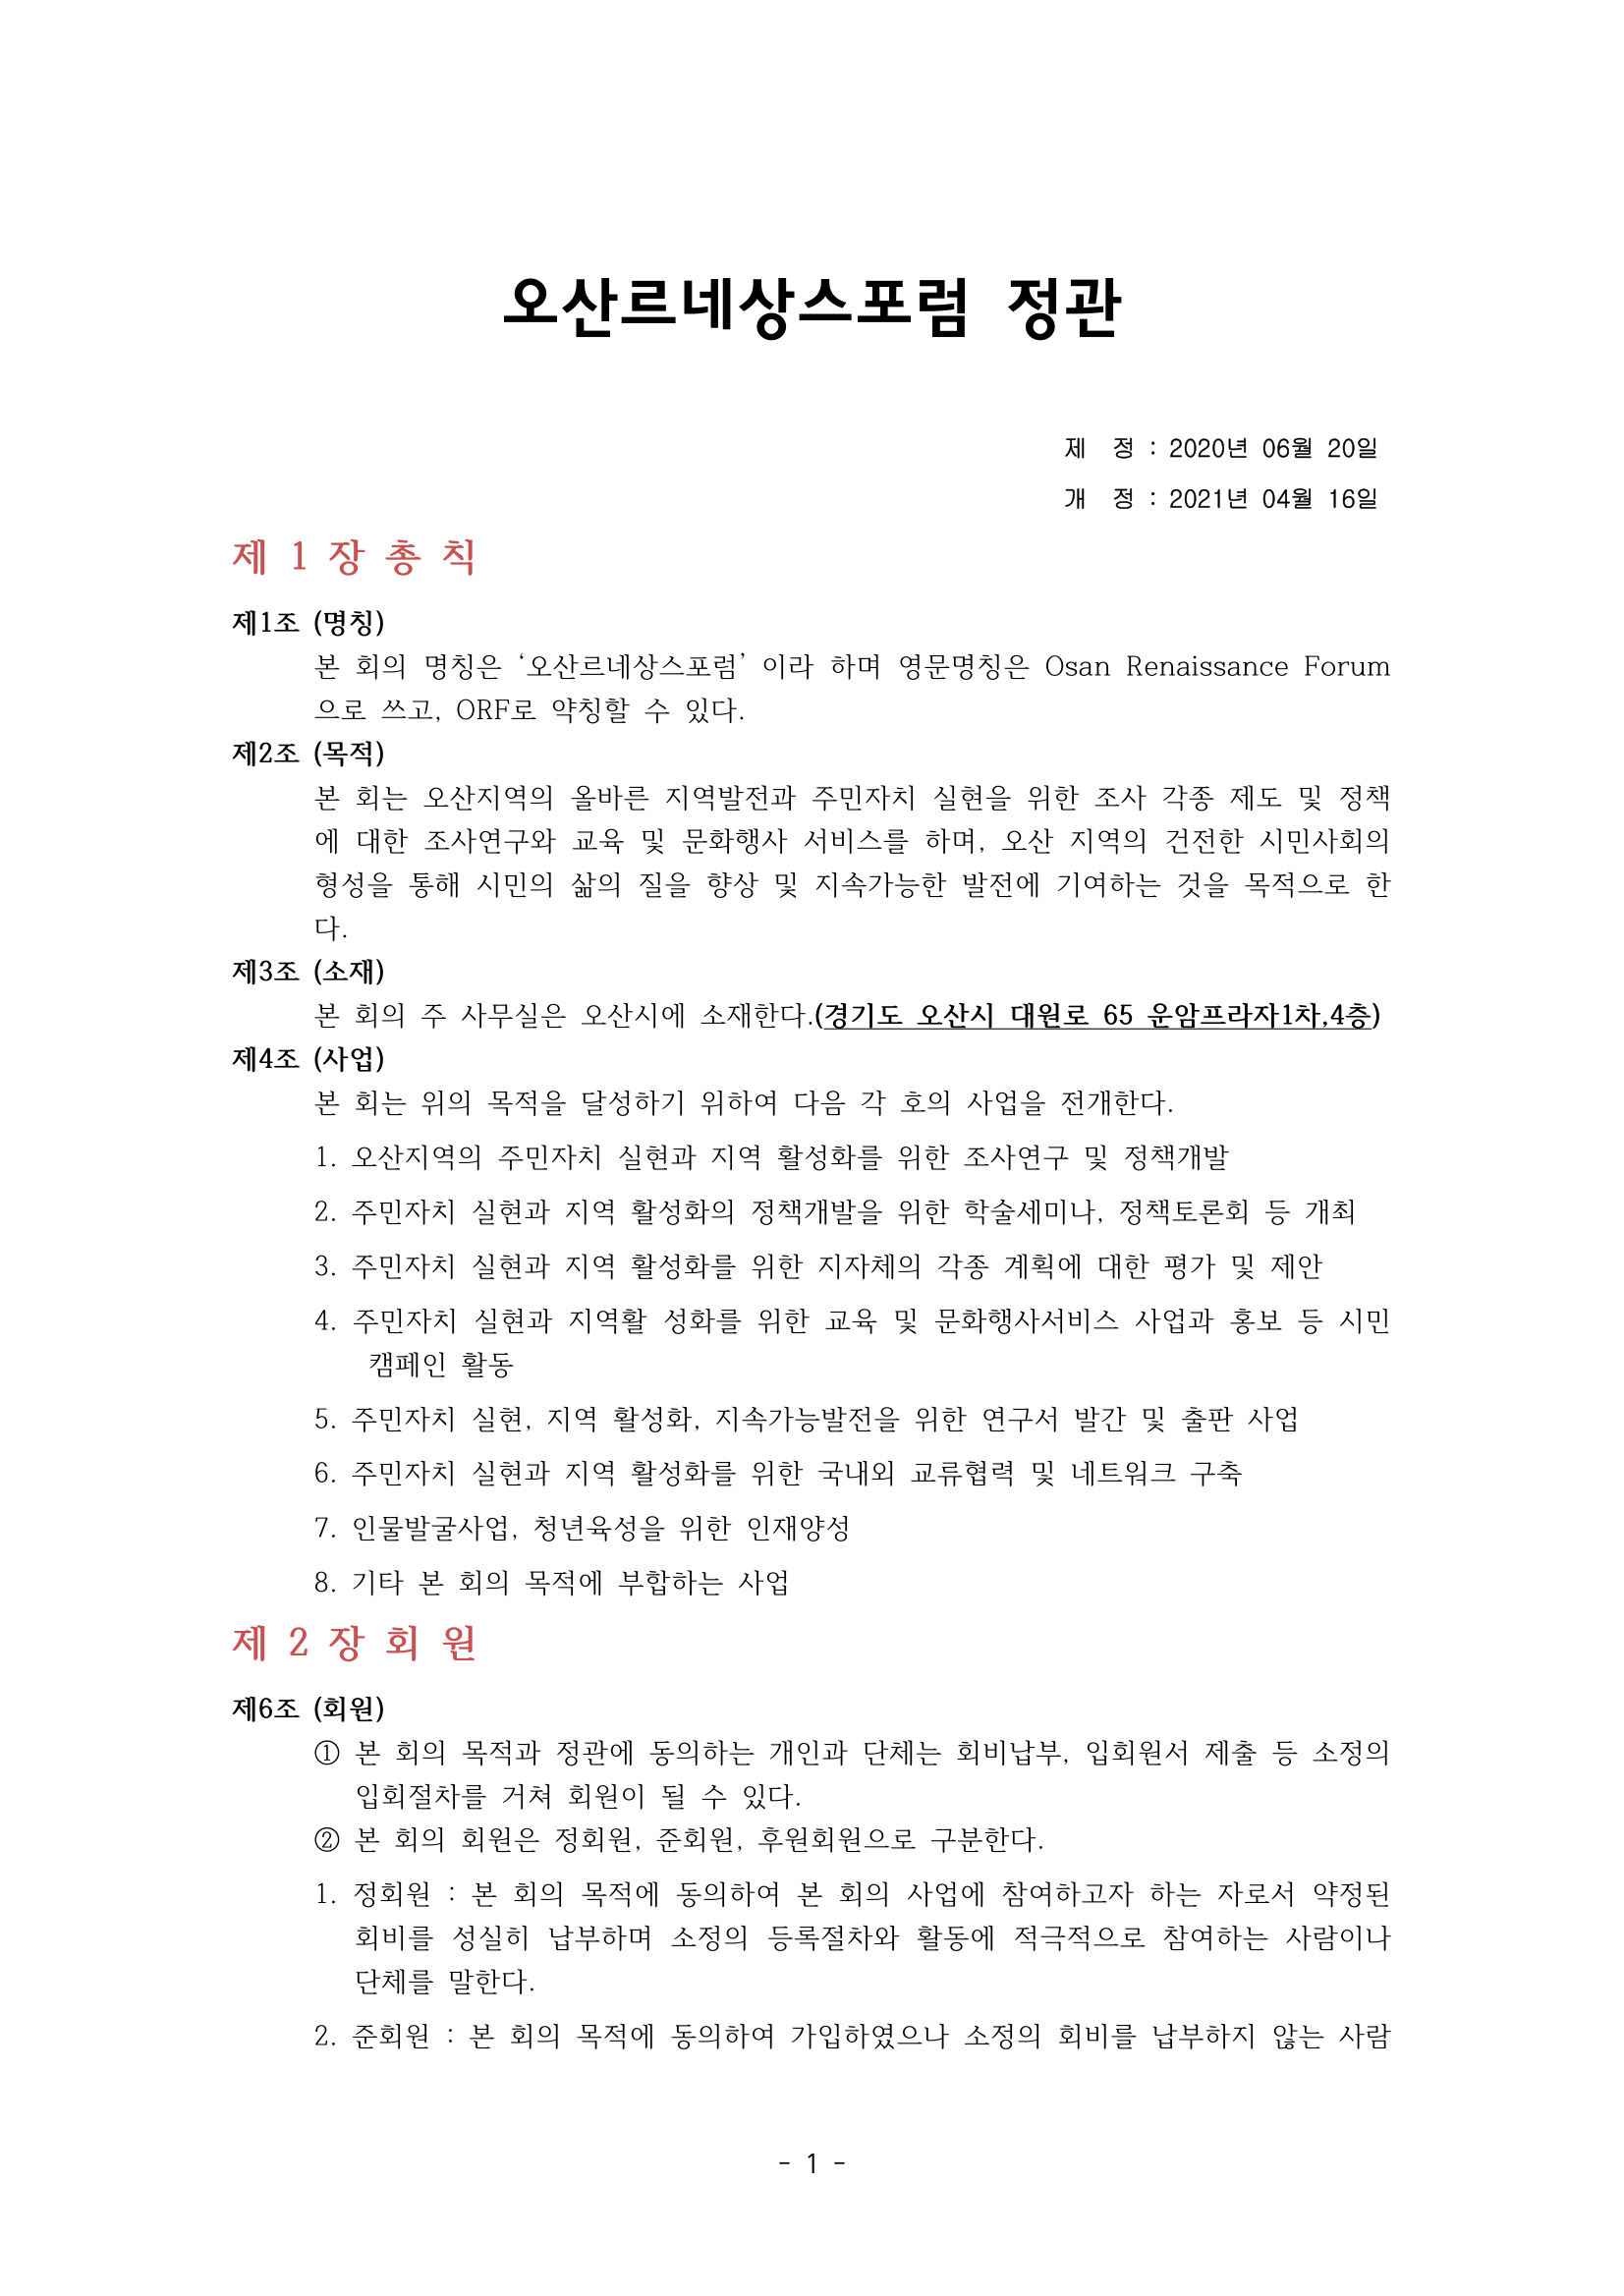 오산르네상스포럼 정관
제 정 : 2020년 06월 20일
개 정 : 2021년 04월 16일
제 1 장 총 칙
제1조 (명칭)
본 회의 명칭은 ‘오산르네상스포럼’ 이라 하며 영문명칭은 Osan Renaissance Forum
으로 쓰고, ORF로 약칭할 수 있다.
제2조 (목적)
본 회는 오산지역의 올바른 지역발전과 주민자치 실현을 위한 조사 각종 제도 및 정책
에 대한 조사연구와 교육 및 문화행사 서비스를 하며, 오산 지역의 건전한 시민사회의
형성을 통해 시민의 삶의 질을 향상 및 지속가능한 발전에 기여하는 것을 목적으로 한
다.
제3조 (소재)
본 회의 주 사무실은 오산시에 소재한다.(경기도 오산시 대원로 65 운암프라자1차,4층)
제4조 (사업)
본 회는 위의 목적을 달성하기 위하여 다음 각 호의 사업을 전개한다.
1. 오산지역의 주민자치 실현과 지역 활성화를 위한 조사연구 및 정책개발
2. 주민자치 실현과 지역 활성화의 정책개발을 위한 학술세미나, 정책토론회 등 개최
3. 주민자치 실현과 지역 활성화를 위한 지자체의 각종 계획에 대한 평가 및 제안
4. 주민자치 실현과 지역활 성화를 위한 교육 및 문화행사서비스 사업과 홍보 등 시민
캠페인 활동
5. 주민자치 실현, 지역 활성화, 지속가능발전을 위한 연구서 발간 및 출판 사업
6. 주민자치 실현과 지역 활성화를 위한 국내외 교류협력 및 네트워크 구축
7. 인물발굴사업, 청년육성을 위한 인재양성
8. 기타 본 회의 목적에 부합하는 사업
제 2 장 회 원
제6조 (회원)
① 본 회의 목적과 정관에 동의하는 개인과 단체는 회비납부, 입회원서 제출 등 소정의
입회절차를 거쳐 회원이 될 수 있다.
② 본 회의 회원은 정회원, 준회원, 후원회원으로 구분한다.
1. 정회원 : 본 회의 목적에 동의하여 본 회의 사업에 참여하고자 하는 자로서 약정된
회비를 성실히 납부하며 소정의 등록절차와 활동에 적극적으로 참여하는 사람이나
단체를 말한다.
2. 준회원 : 본 회의 목적에 동의하여 가입하였으나 소정의 회비를 납부하지 않는 사람
- 1 -